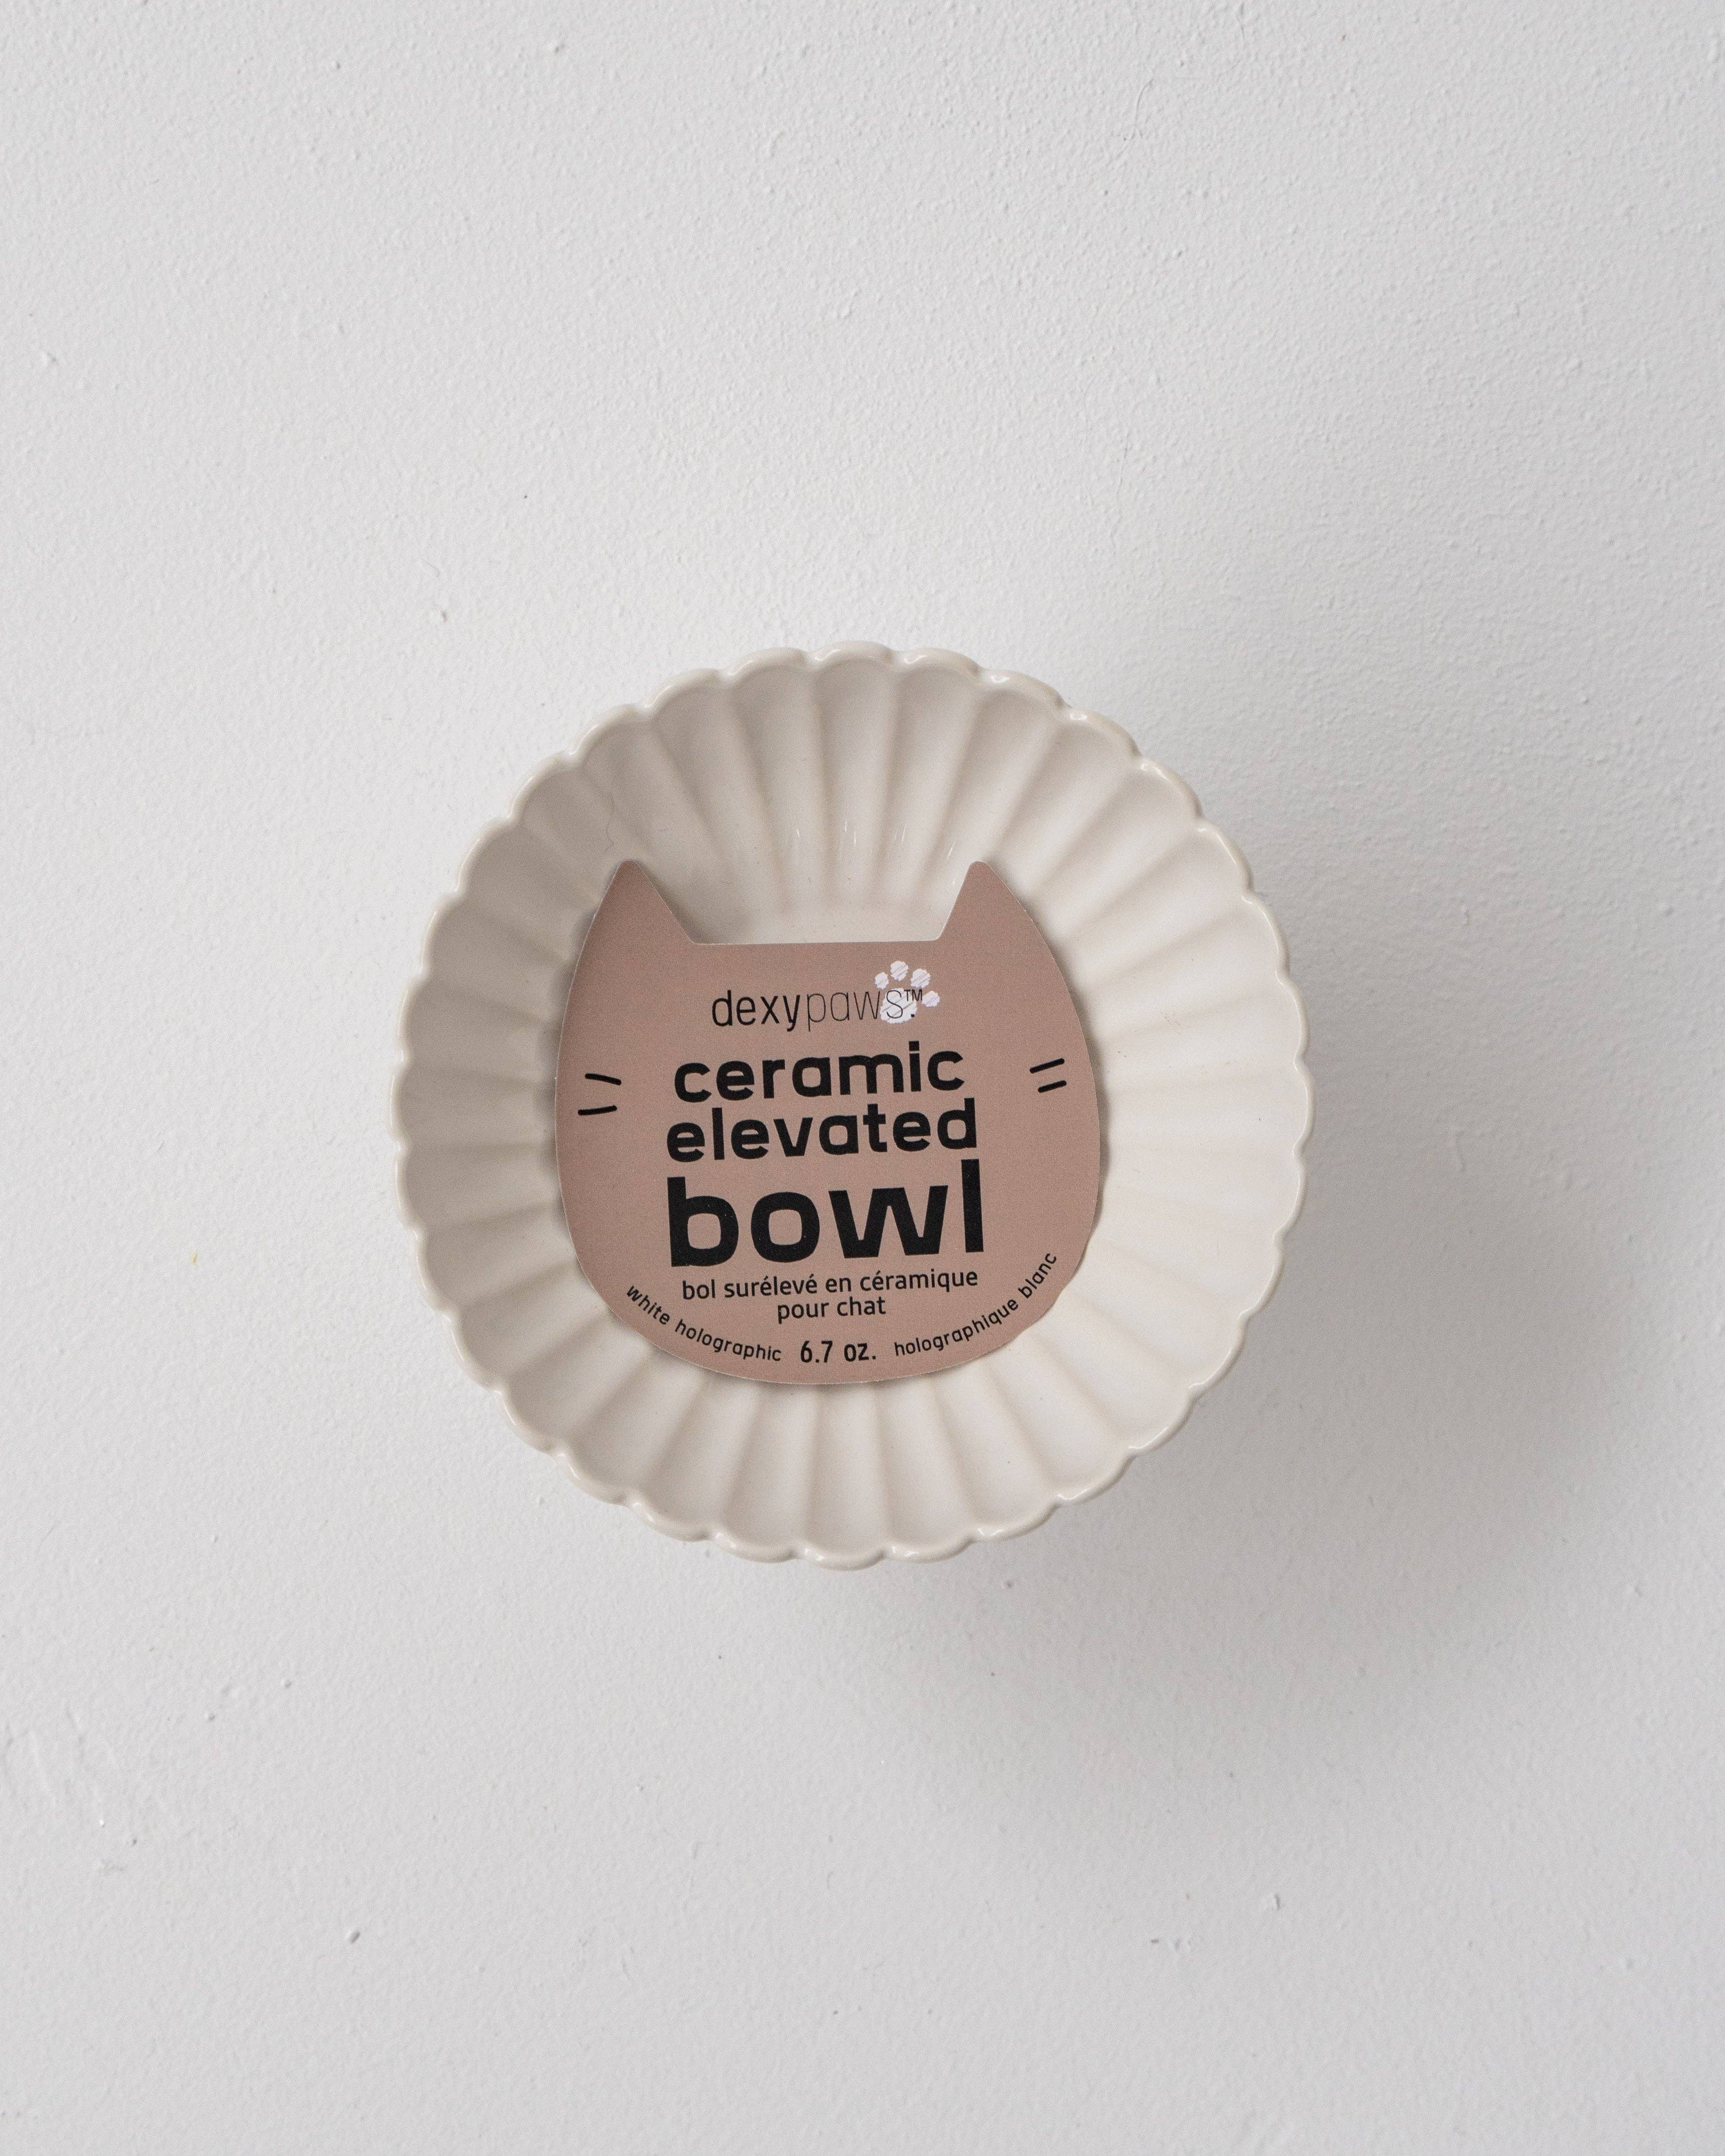 dexypaws™
ceramic
elevated
bowl
bol surélevé en céramique
pour chat
white holographic 6.7 oz. holographique blanc